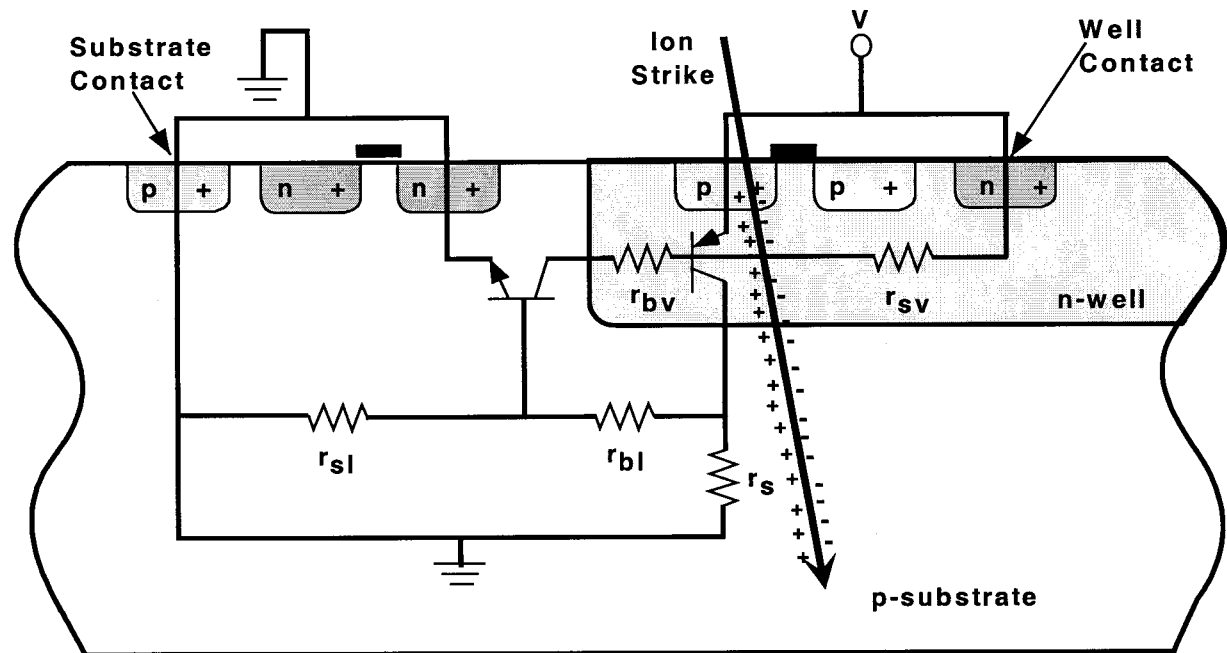 Substrate
Contact
Ion
Strike
V
Well
Contact
p +
n +
n +
p +
p +
n +
r_bv
r_sv
n-well
r_sl
r_bl
r_s
p-substrate